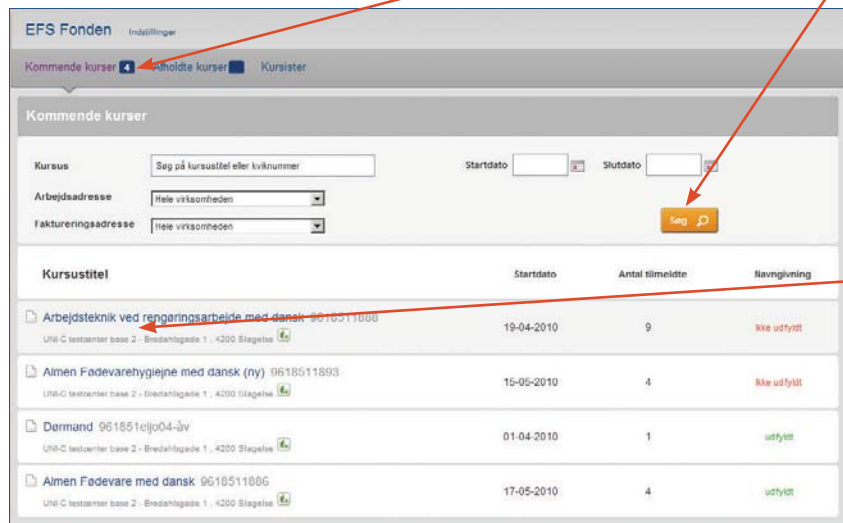 EFS Fonden Indstillinger
Kommende kurser 4 Afholdte kurser Kursister
Kommende kurser
Kursus Søg på kursustitel eller kviknummer Startdato Slutdato
Arbejdsadresse Hele virksomheden
Faktureringsadresse Hele virksomheden Søg
Kursustitel Startdato Antal tilmeldte Navngivning
Arbejdsteknik ved rengøringsarbejde med dansk 9618511888
UNI-C testcenter base 2 - Bredahlsgade 1 , 4200 Slagelse
19-04-2010 9 Ikke udfyldt
Almen Fødevarehygiejne med dansk (ny) 9618511893
UNI-C testcenter base 2 - Bredahlsgade 1 , 4200 Slagelse
15-05-2010 4 Ikke udfyldt
Dørmand 961851eljo04-åv
UNI-C testcenter base 2 - Bredahlsgade 1 , 4200 Slagelse
01-04-2010 1 udfyldt
Almen Fødevare med dansk 9618511886
UNI-C testcenter base 2 - Bredahlsgade 1 , 4200 Slagelse
17-05-2010 4 udfyldt